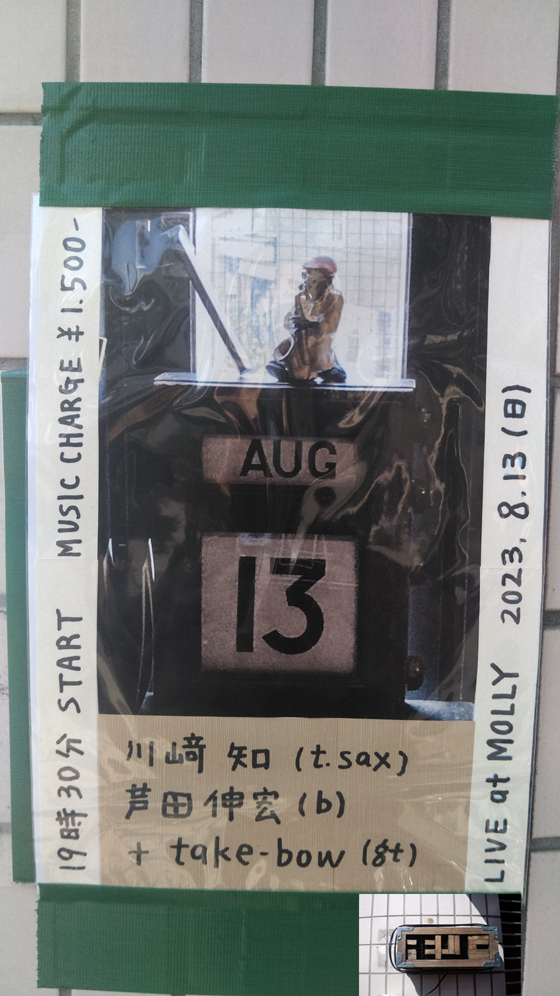 19時30分 START MUSIC CHARGE ¥1.500-
AUG
13
川﨑 知 (t.sax)
芦田 伸宏 (b)
+ take-bow (gt)
LIVE at MOLLY 2023. 8.13 (日)